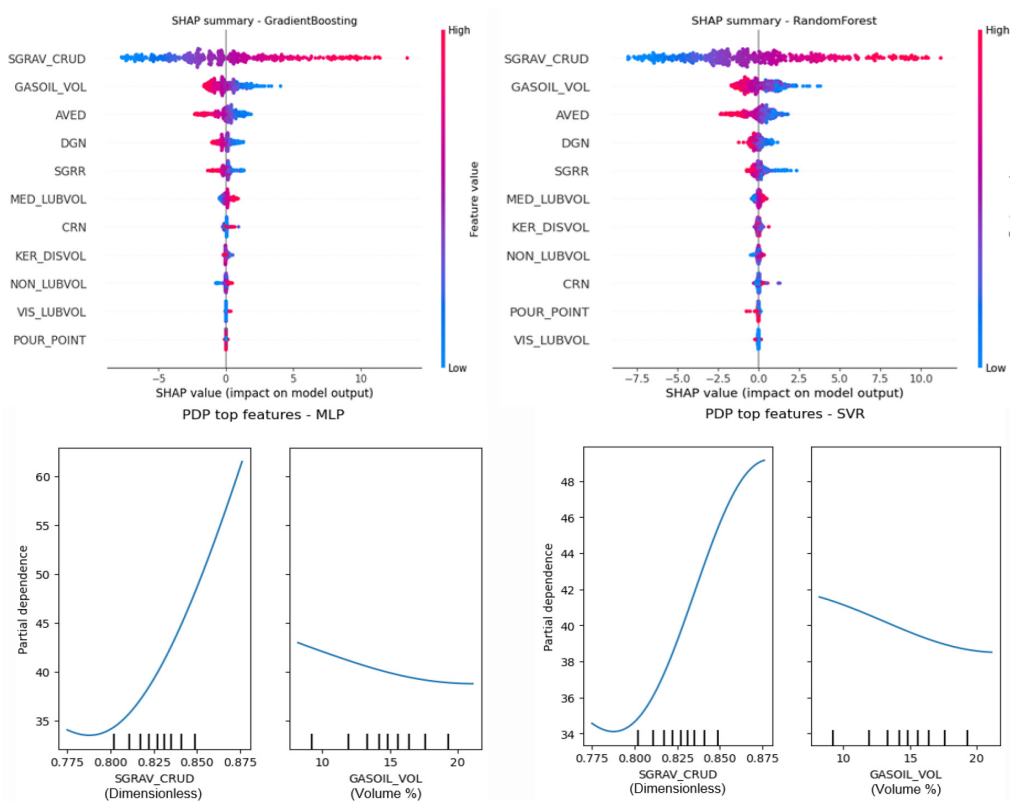 SHAP summary - GradientBoosting
High
SGRAV_CRUD
GASOIL_VOL
AVED
DGN
SGRR
MED_LUBVOL
CRN
KER_DISVOL
NON_LUBVOL
VIS_LUBVOL
POUR_POINT
Feature value
Low
−5 0 5 10
SHAP value (impact on model output)
SHAP summary - RandomForest
High
SGRAV_CRUD
GASOIL_VOL
AVED
DGN
SGRR
MED_LUBVOL
KER_DISVOL
NON_LUBVOL
CRN
POUR_POINT
VIS_LUBVOL
Low
−7.5 −5.0 −2.5 0.0 2.5 5.0 7.5 10.0
SHAP value (impact on model output)
PDP top features - MLP
Partial dependence
60
55
50
45
40
35
0.775 0.800 0.825 0.850 0.875
SGRAV_CRUD
(Dimensionless)
10 15 20
GASOIL_VOL
(Volume %)
PDP top features - SVR
Partial dependence
48
46
44
42
40
38
36
34
0.775 0.800 0.825 0.850 0.875
SGRAV_CRUD
(Dimensionless)
10 15 20
GASOIL_VOL
(Volume %)